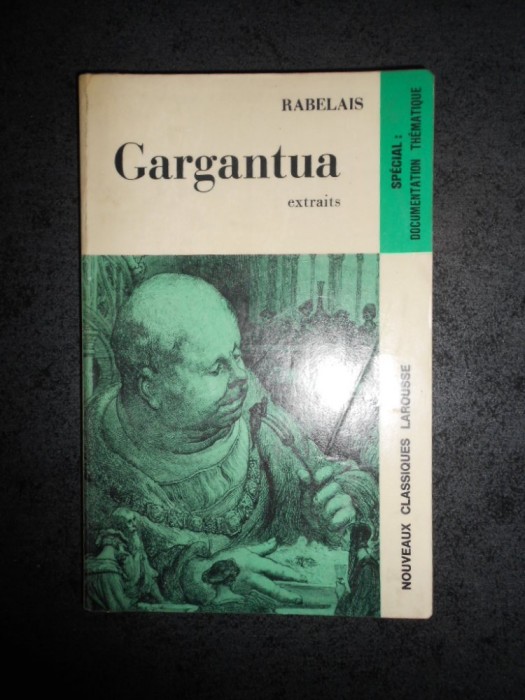 RABELAIS
Gargantua
extraits
SPÉCIAL :
DOCUMENTATION THÉMATIQUE
NOUVEAUX CLASSIQUES LAROUSSE